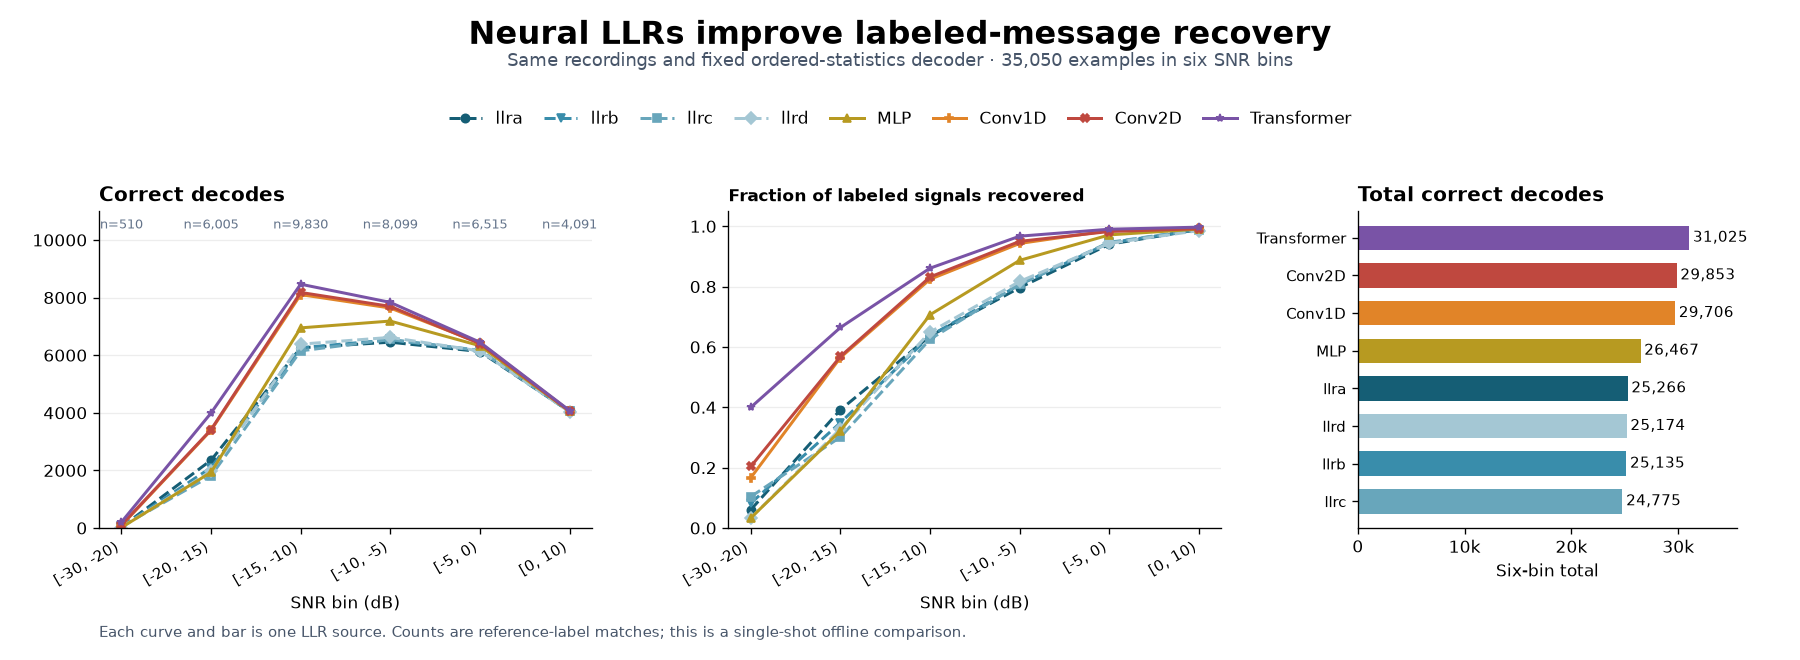 Neural LLRs improve labeled-message recovery
Same recordings and fixed ordered-statistics decoder · 35,050 examples in six SNR bins
llra llrb llrc llrd MLP Conv1D Conv2D Transformer
Correct decodes
n=510 n=6,005 n=9,830 n=8,099 n=6,515 n=4,091
10000
8000
6000
4000
2000
0
[-30, -20) [-20, -15) [-15, -10) [-10, -5) [-5, 0) [0, 10)
SNR bin (dB)
Fraction of labeled signals recovered
1.0
0.8
0.6
0.4
0.2
0.0
[-30, -20) [-20, -15) [-15, -10) [-10, -5) [-5, 0) [0, 10)
SNR bin (dB)
Total correct decodes
Transformer 31,025
Conv2D 29,853
Conv1D 29,706
MLP 26,467
llra 25,266
llrd 25,174
llrb 25,135
llrc 24,775
0 10k 20k 30k
Six-bin total
Each curve and bar is one LLR source. Counts are reference-label matches; this is a single-shot offline comparison.